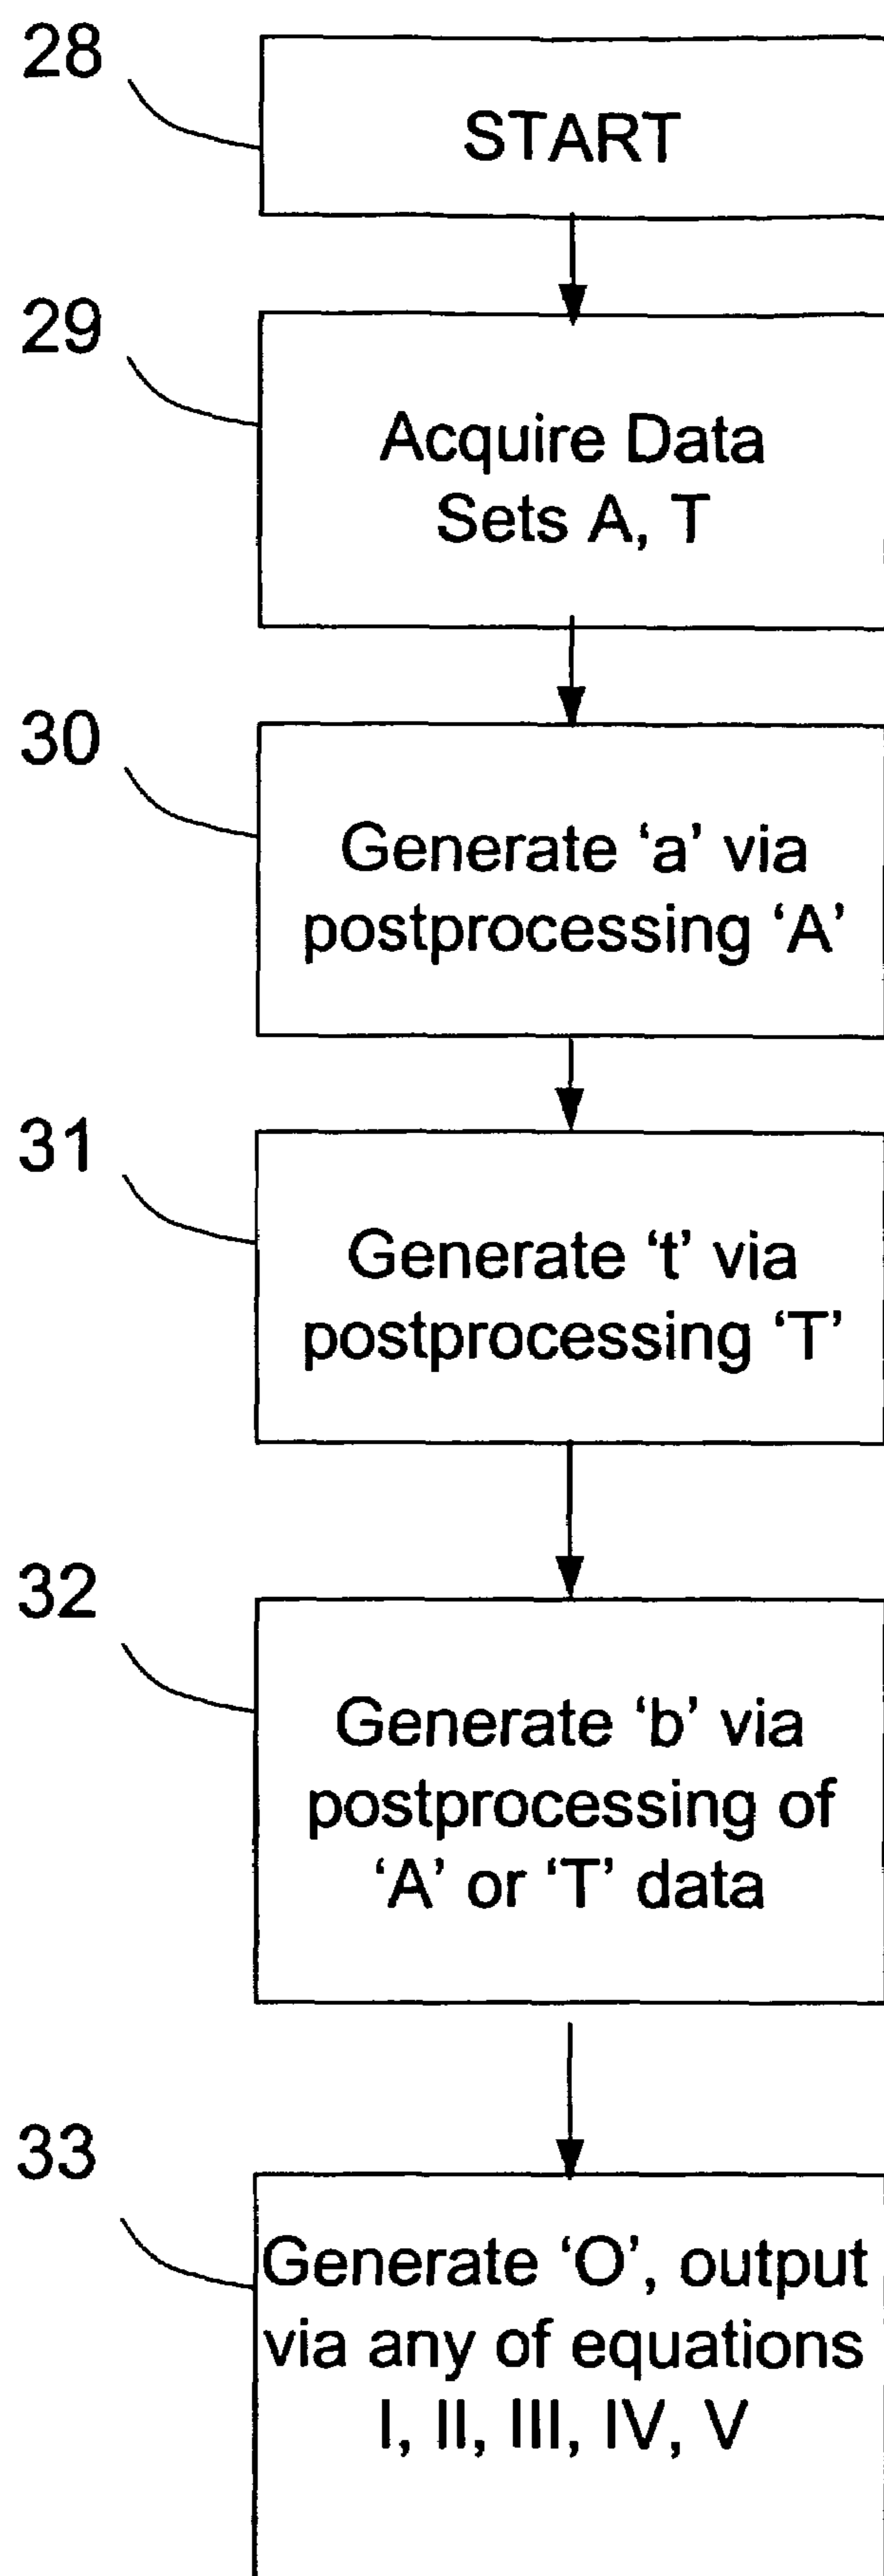 28
START
29
Acquire Data
Sets A, T
30
Generate ‘a’ via
postprocessing ‘A’
31
Generate ‘t’ via
postprocessing ‘T’
32
Generate ‘b’ via
postprocessing of
‘A’ or ‘T’ data
33
Generate ‘O’, output
via any of equations
I, II, III, IV, V